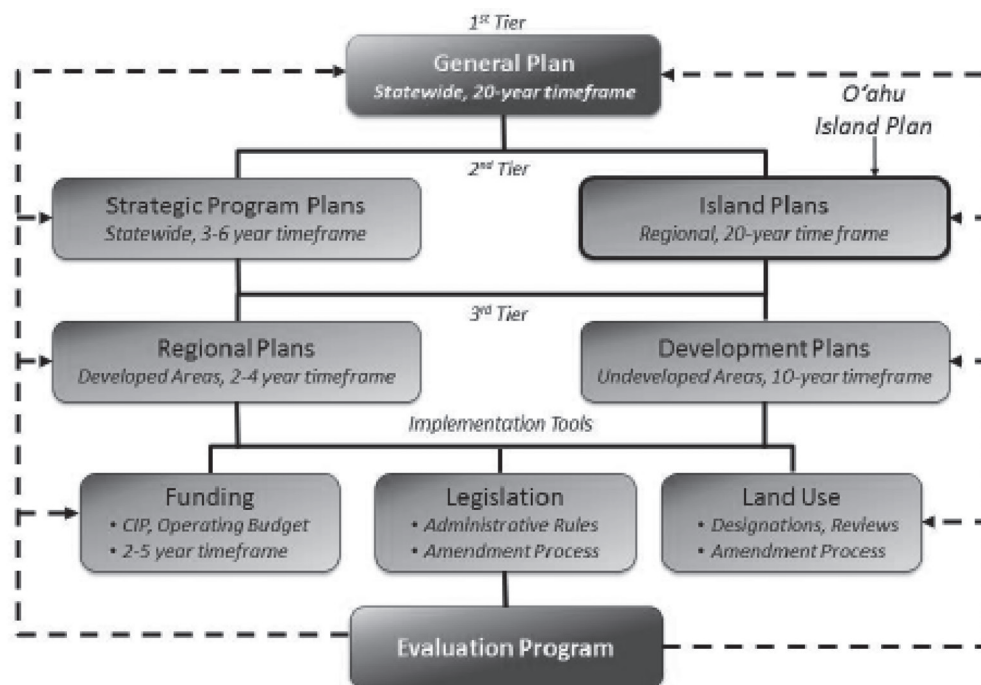 1st Tier
General Plan
Statewide, 20-year timeframe
Oʻahu
Island Plan
2nd Tier
Strategic Program Plans
Statewide, 3-6 year timeframe
Island Plans
Regional, 20-year time frame
3rd Tier
Regional Plans
Developed Areas, 2-4 year timeframe
Development Plans
Undeveloped Areas, 10-year timeframe
Implementation Tools
Funding
• CIP, Operating Budget
• 2-5 year timeframe
Legislation
• Administrative Rules
• Amendment Process
Land Use
• Designations, Reviews
• Amendment Process
Evaluation Program